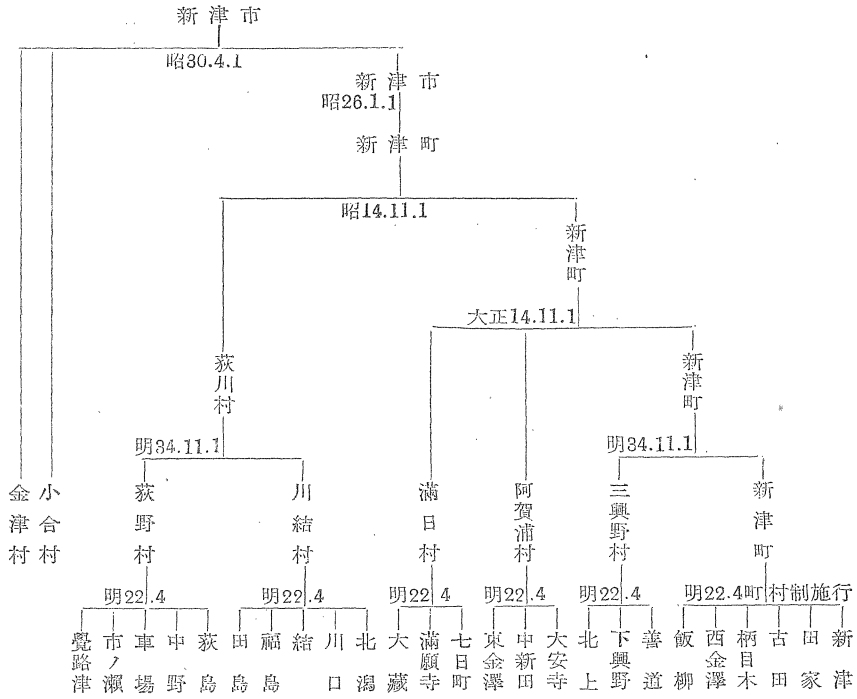 新津市
昭30.4.1
新津市
昭26.1.1
新津町
昭14.11.1
新津町
大正14.11.1
荻川村
新津町
明34.11.1
明34.11.1
金津村
小合村
荻野村
川結村
満日村
阿賀浦村
三興野村
新津町
明22.4
明22.4
明22.4
明22.4
明22.4
明22.4町村制施行
覺路津
市ノ瀬
車場
中野
荻島
田島
福島
結
川口
北潟
大蔵
満願寺
七日町
東金澤
中新田
大安寺
北上
下興野
善道
飯柳
西金澤
柄目木
古田
田家
新津